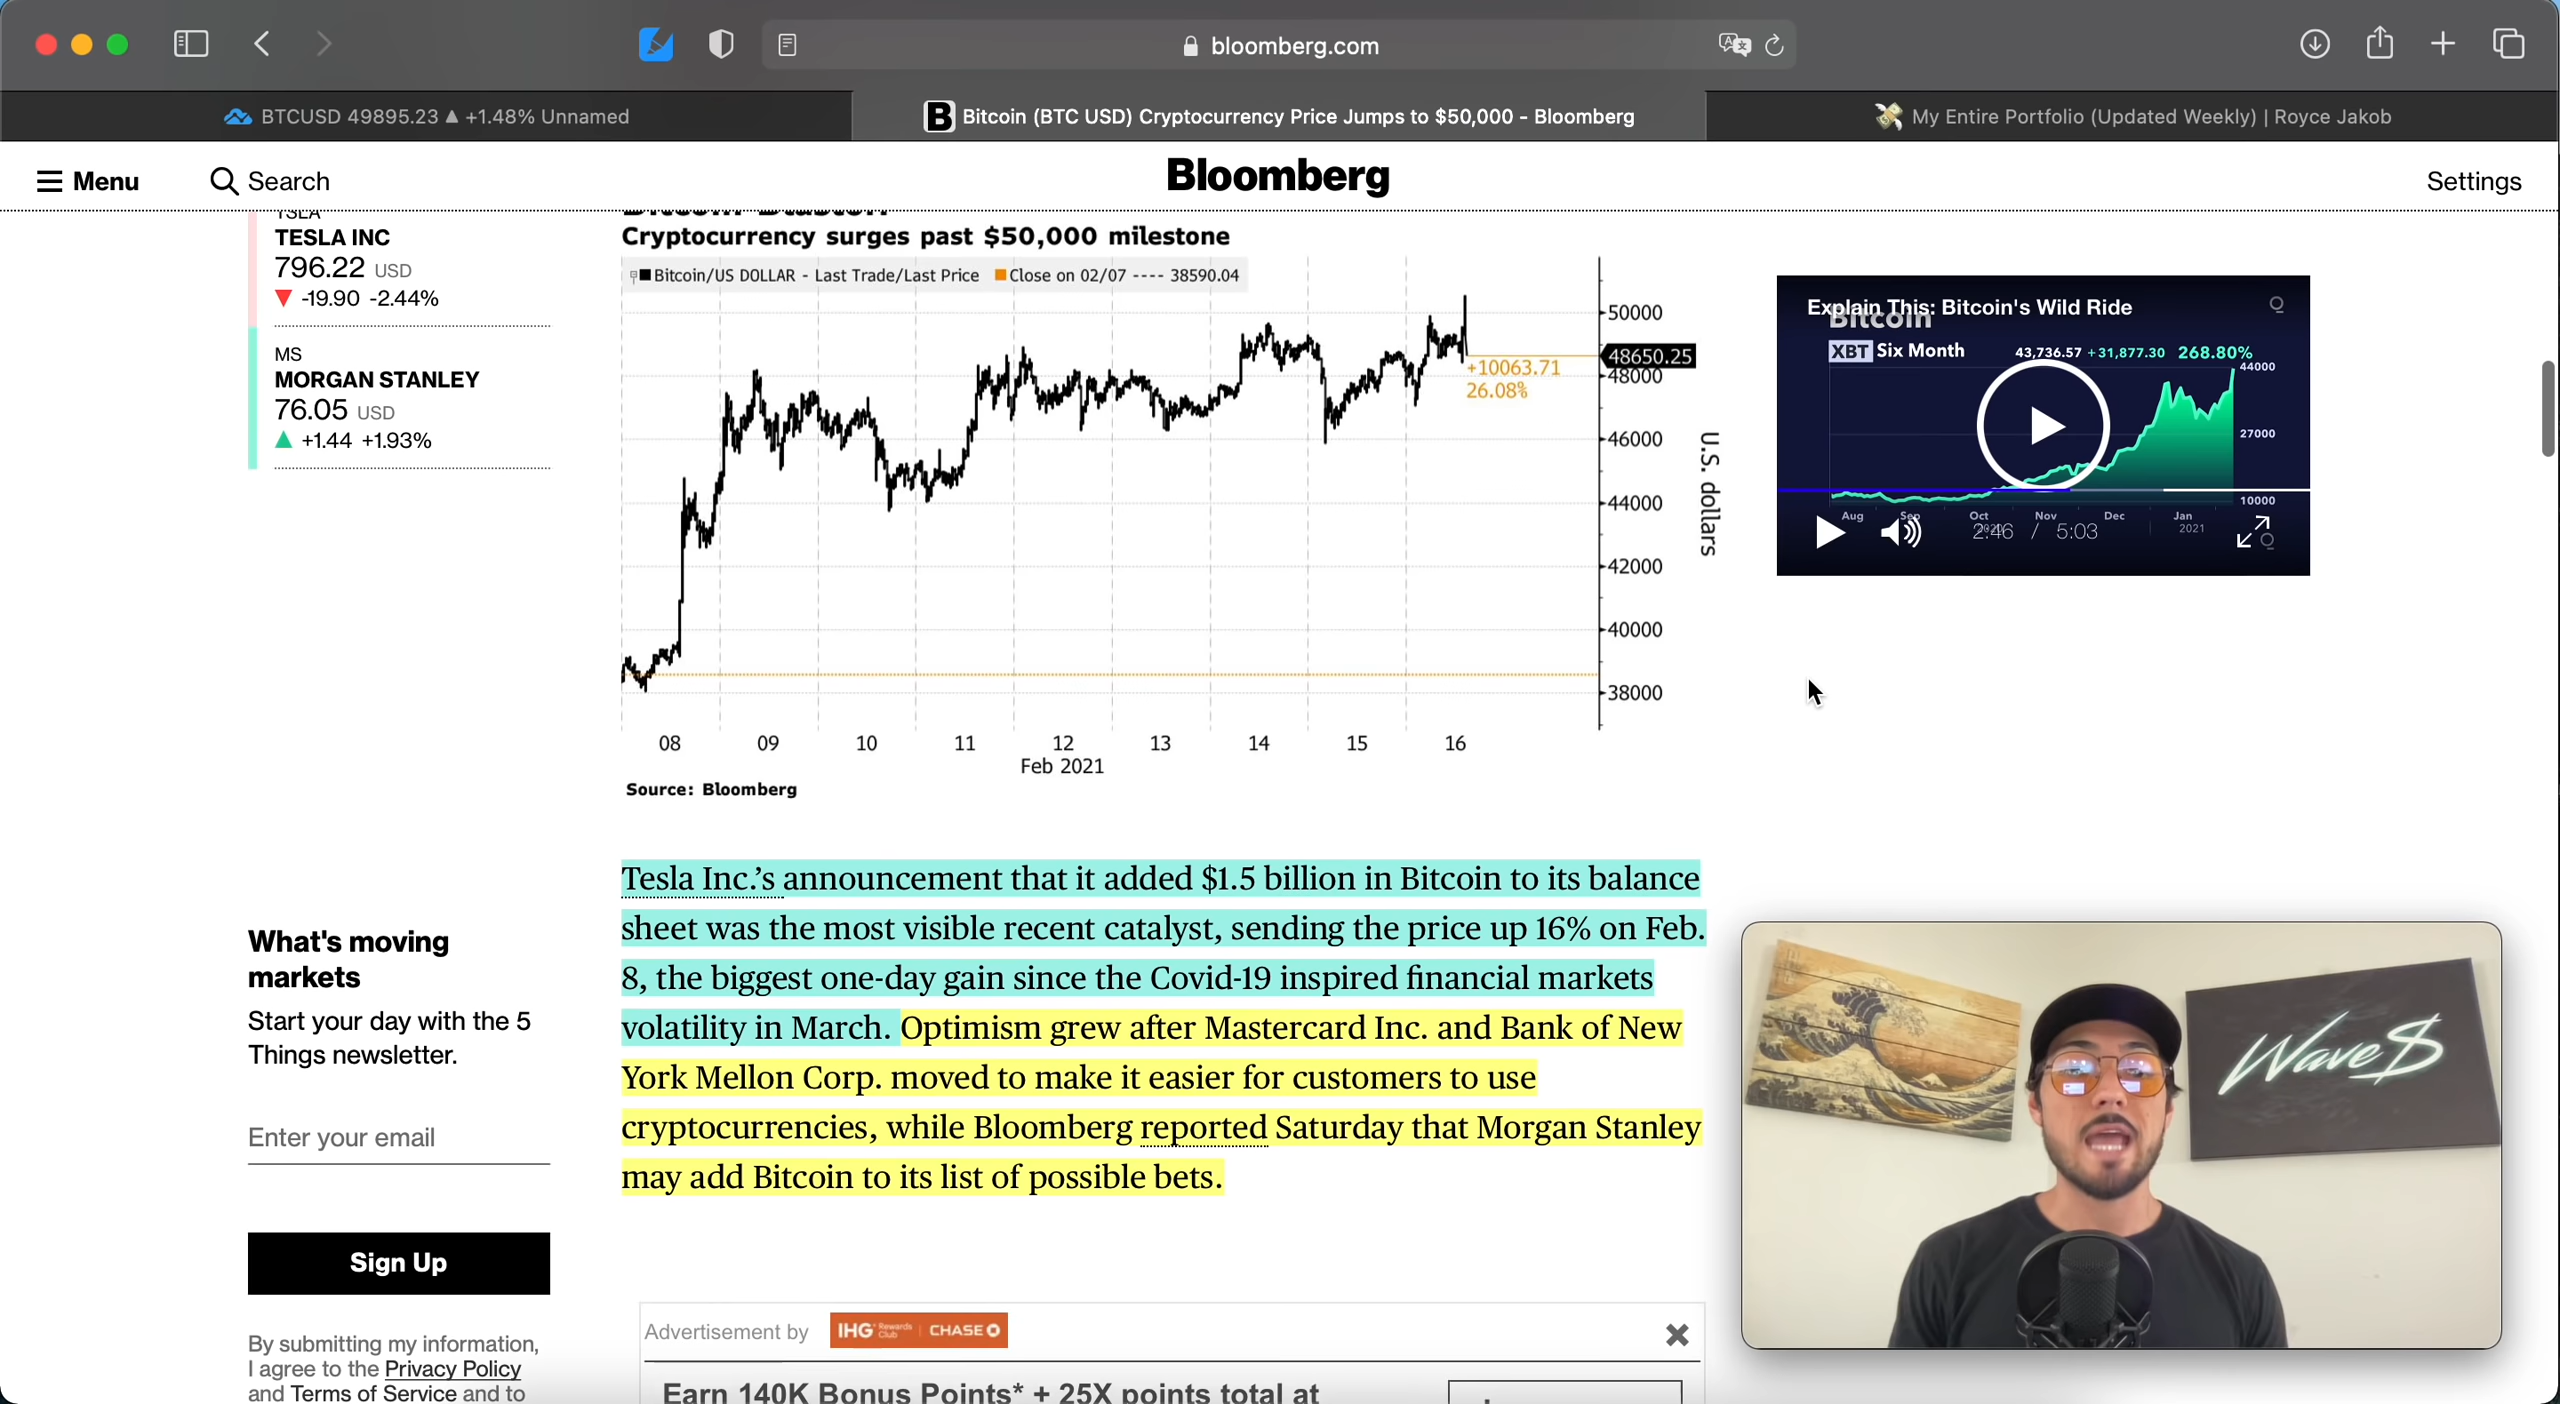 bloomberg.com
BTCUSD 49895.23 ▲ +1.48% Unnamed
B Bitcoin (BTC USD) Cryptocurrency Price Jumps to $50,000 - Bloomberg
My Entire Portfolio (Updated Weekly) | Royce Jakob
Menu
Search
Bloomberg
Settings
TSLA
TESLA INC
796.22 USD
▼ -19.90 -2.44%
MS
MORGAN STANLEY
76.05 USD
▲ +1.44 +1.93%
Cryptocurrency surges past $50,000 milestone
Bitcoin/US DOLLAR - Last Trade/Last Price Close on 02/07 ---- 38590.04
50000
48650.25
+10063.71
48000
26.08%
46000
44000
42000
40000
38000
U.S. dollars
08 09 10 11 12 13 14 15 16
Feb 2021
Source: Bloomberg
Explain This: Bitcoin's Wild Ride
Bitcoin
XBT Six Month 43,736.57 +31,877.30 268.80%
44000
27000
10000
Aug Sep Oct Nov Dec Jan
2021
2:46 / 5:03
Tesla Inc.’s announcement that it added $1.5 billion in Bitcoin to its balance
sheet was the most visible recent catalyst, sending the price up 16% on Feb.
8, the biggest one-day gain since the Covid-19 inspired financial markets
volatility in March. Optimism grew after Mastercard Inc. and Bank of New
York Mellon Corp. moved to make it easier for customers to use
cryptocurrencies, while Bloomberg reported Saturday that Morgan Stanley
may add Bitcoin to its list of possible bets.
What's moving
markets
Start your day with the 5
Things newsletter.
Enter your email
Sign Up
By submitting my information,
I agree to the Privacy Policy
and Terms of Service and to
Advertisement by
IHG Rewards Club | CHASE
Earn 140K Bonus Points* + 25X points total at
Wave$